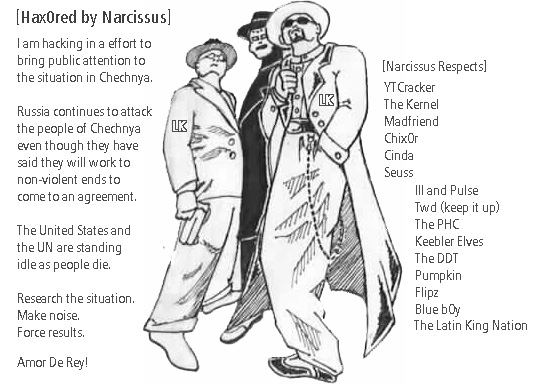 [Hax0red by Narcissus]
I am hacking in a effort to
bring public attention to
the situation in Chechnya.
Russia continues to attack
the people of Chechnya
even though they have
said they will work to
non-violent ends to
come to an agreement.
The United States and
the UN are standing
idle as people die.
Research the situation.
Make noise.
Force results.
Amor De Rey!
LK
LK
[Narcissus Respects]
YTCracker
The Kernel
Madfriend
Chix0r
Cinda
Seuss
Ill and Pulse
Twd (keep it up)
The PHC
Keebler Elves
The DDT
Pumpkin
Flipz
Blue b0y
The Latin King Nation